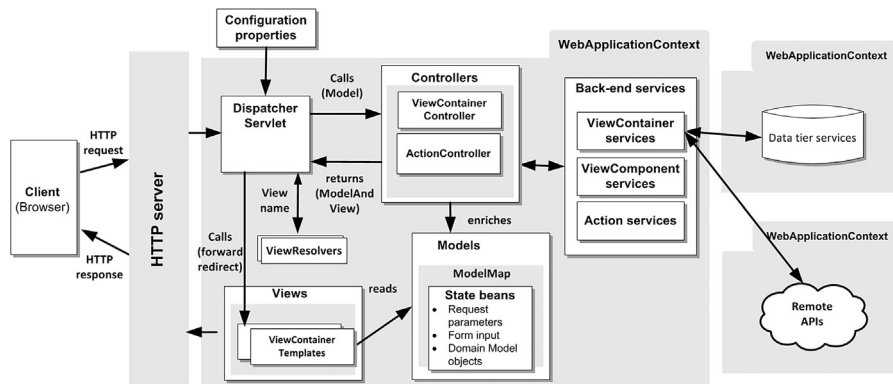 Configuration
properties
WebApplicationContext
WebApplicationContext
Controllers
Calls
(Model)
Back-end services
ViewContainer
Controller
Dispatcher
Servlet
ViewContainer
services
Data tier services
HTTP
request
ActionController
returns
(ModelAnd
View)
ViewComponent
services
Client
(Browser)
HTTP server
View
name
Action services
enriches
Calls
(forward
redirect)
ViewResolvers
Models
WebApplicationContext
HTTP
response
ModelMap
Views
reads
State beans
• Request
parameters
• Form input
• Domain Model
objects
Remote
APIs
ViewContainer
Templates